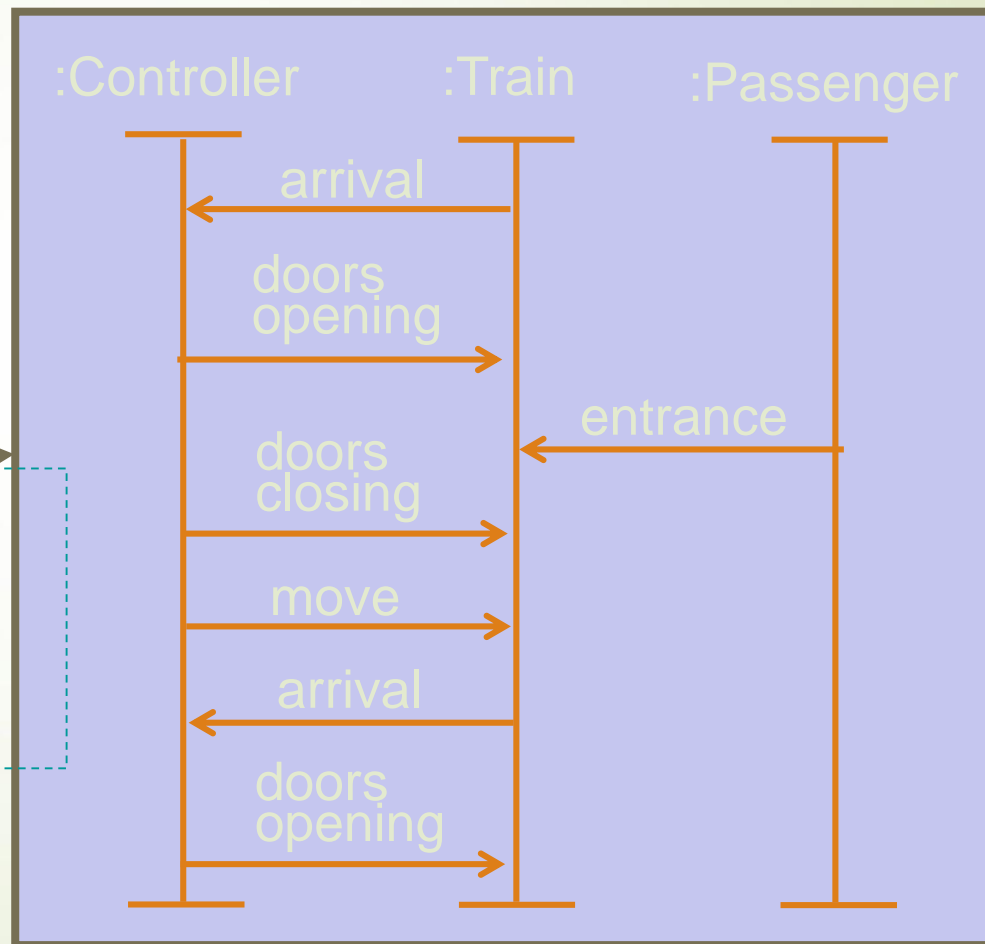 :Controller :Train :Passenger
arrival
doors
opening
entrance
doors
closing
move
arrival
doors
opening